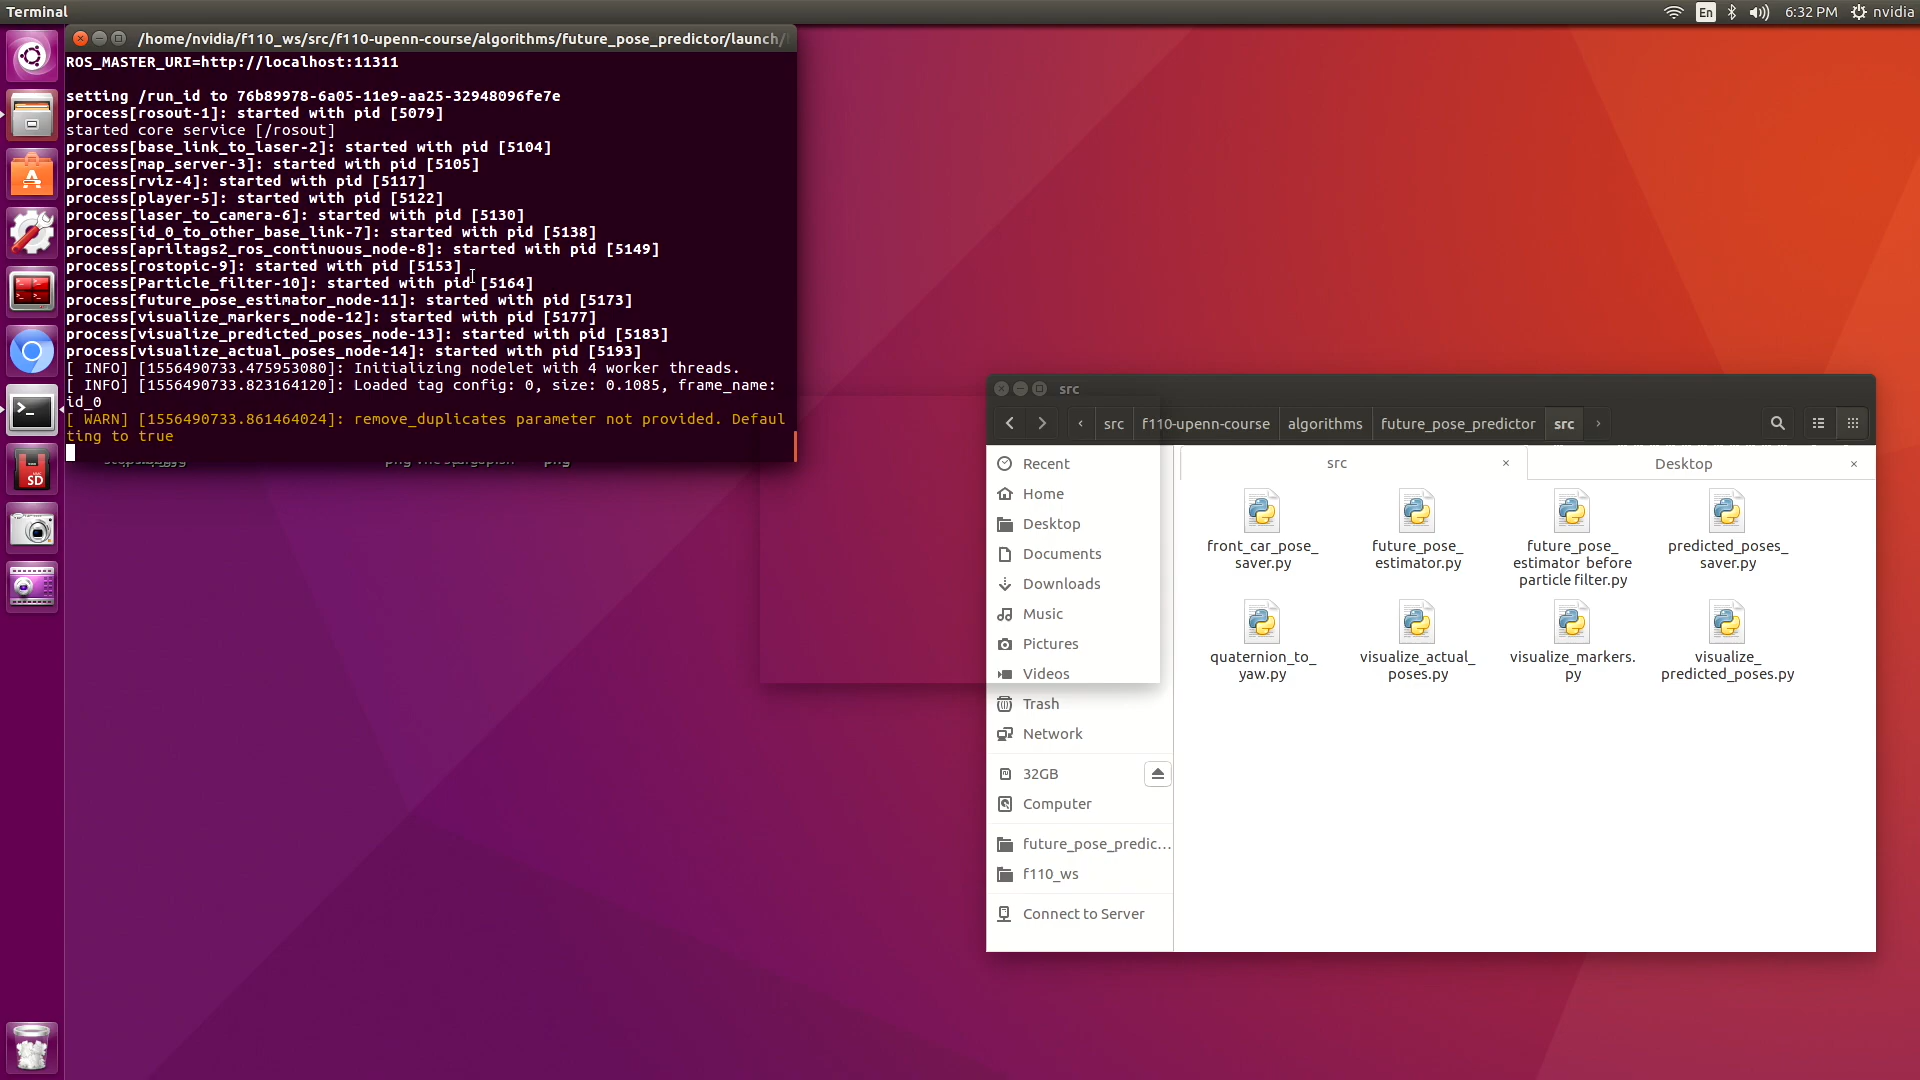 Terminal
En
6:32 PM
nvidia
/home/nvidia/f110_ws/src/f110-upenn-course/algorithms/future_pose_predictor/launch/
ROS_MASTER_URI=http://localhost:11311
setting /run_id to 76b89978-6a05-11e9-aa25-32948096fe7e
process[rosout-1]: started with pid [5079]
started core service [/rosout]
process[base_link_to_laser-2]: started with pid [5104]
process[map_server-3]: started with pid [5105]
process[rviz-4]: started with pid [5117]
process[player-5]: started with pid [5122]
process[laser_to_camera-6]: started with pid [5130]
process[id_0_to_other_base_link-7]: started with pid [5138]
process[apriltags2_ros_continuous_node-8]: started with pid [5149]
process[rostopic-9]: started with pid [5153]
process[Particle_filter-10]: started with pid [5164]
process[future_pose_estimator_node-11]: started with pid [5173]
process[visualize_markers_node-12]: started with pid [5177]
process[visualize_predicted_poses_node-13]: started with pid [5183]
process[visualize_actual_poses_node-14]: started with pid [5193]
[ INFO] [1556490733.475953080]: Initializing nodelet with 4 worker threads.
[ INFO] [1556490733.823164120]: Loaded tag config: 0, size: 0.1085, frame_name:
id_0
[ WARN] [1556490733.861464024]: remove_duplicates parameter not provided. Defaul
ting to true
SD
src
src
f110-upenn-course
algorithms
future_pose_predictor
src
Recent
Home
Desktop
Documents
Downloads
Music
Pictures
Videos
Trash
Network
32GB
Computer
future_pose_predic...
f110_ws
Connect to Server
src
Desktop
front_car_pose_
saver.py
future_pose_
estimator.py
future_pose_
estimator before
particle filter.py
predicted_poses_
saver.py
quaternion_to_
yaw.py
visualize_actual_
poses.py
visualize_markers.
py
visualize_
predicted_poses.py